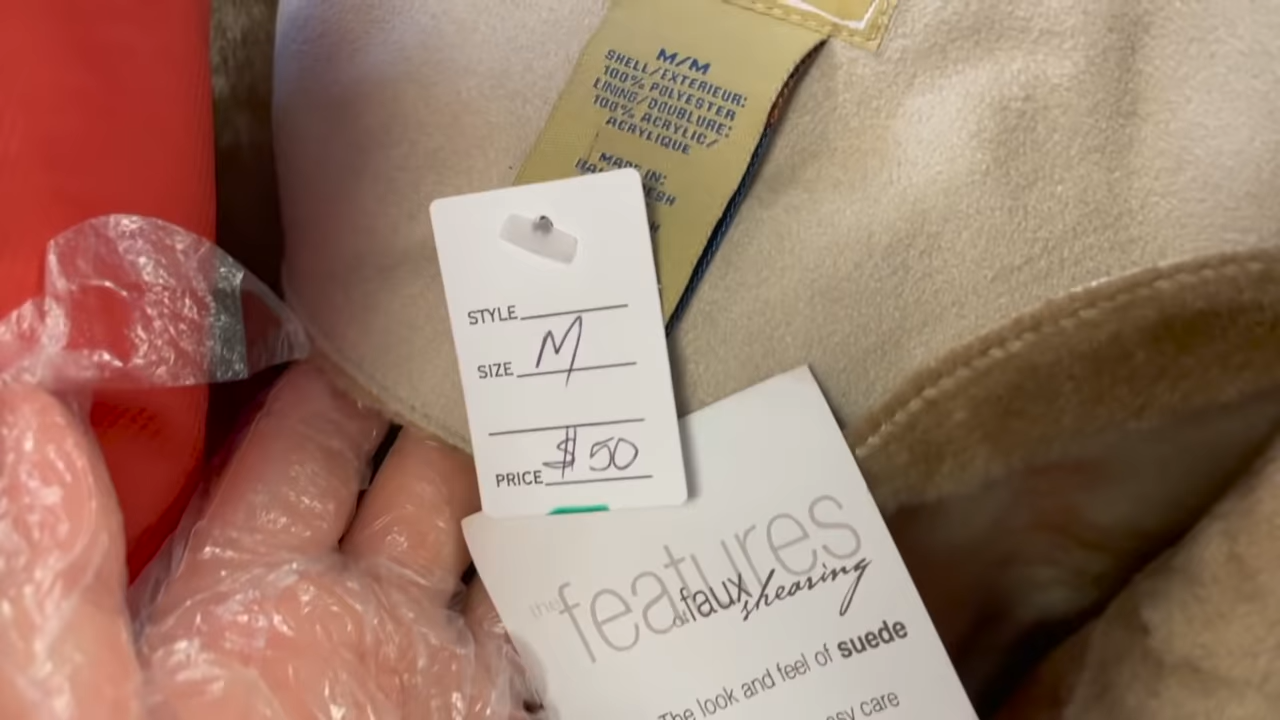 M/M
SHELL/EXTERIEUR:
100% POLYESTER
LINING/DOUBLURE:
100% ACRYLIC/
ACRYLIQUE
MADE IN:
STYLE
SIZE M
PRICE $50
the features
of faux shearing
The look and feel of suede
care